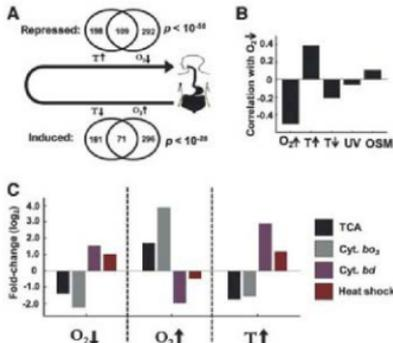 A
Repressed: 198 109 292 p < 10⁻⁵⁰
T↑ O₂↓
T↓ O₂↑
Induced: 161 71 296 p < 10⁻²⁸
B
Correlation with O₂↓
0.4
0.2
0
-0.2
-0.4
O₂↑ T↑ T↓ UV OSM
C
Fold-change (log₂)
4.0
3.0
2.0
1.0
0
-1.0
-2.0
O₂↓ O₂↑ T↑
TCA
Cyt. bo₃
Cyt. bd
Heat shock